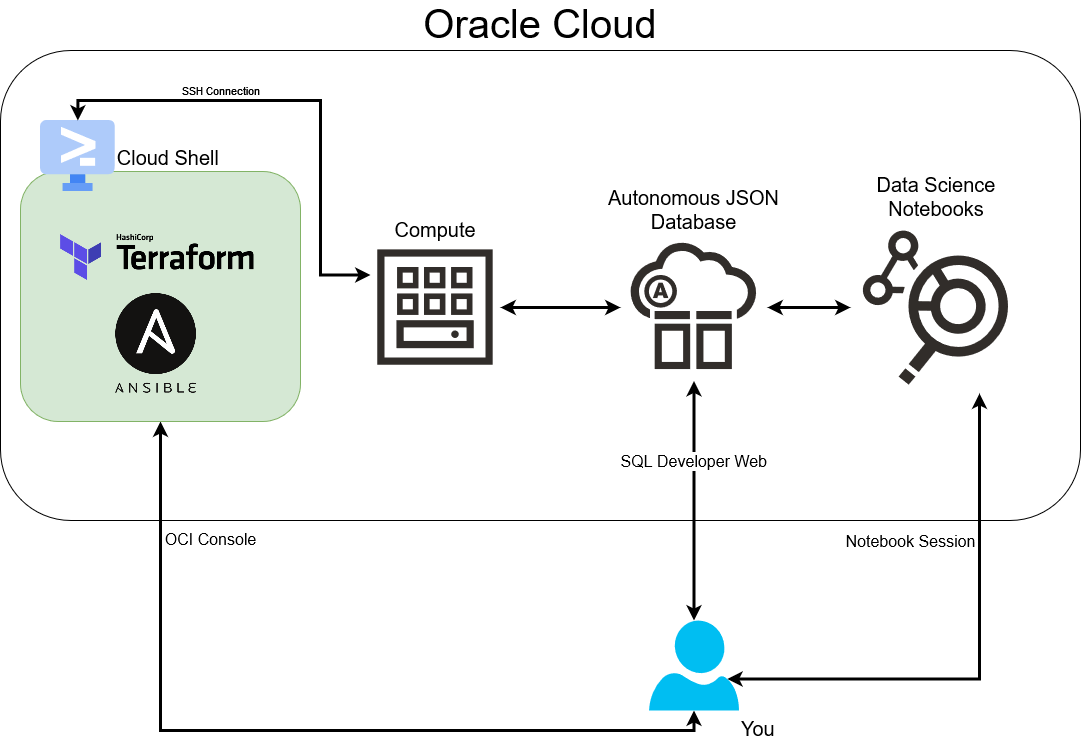 Oracle Cloud
SSH Connection
Cloud Shell
HashiCorp
Terraform
ANSIBLE
Compute
Autonomous JSON
Database
A
Data Science
Notebooks
SQL Developer Web
OCI Console
Notebook Session
You